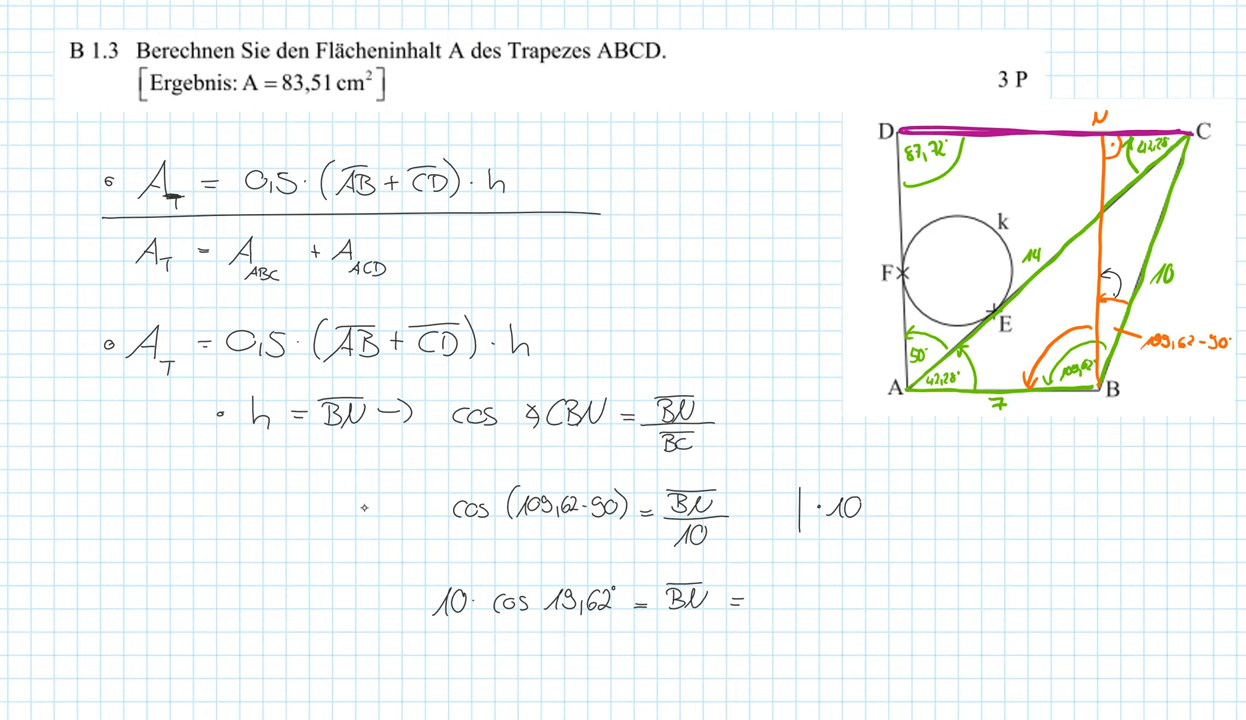 B 1.3 Berechnen Sie den Flächeninhalt A des Trapezes ABCD.
[Ergebnis: A = 83,51 cm²]
3 P
A_T = 0,5 · (AB + CD) · h
A_T = A_ABC + A_ACD
A_T = 0,5 · (AB + CD) · h
· h = BN → cos ∢CBN = BN / BC
cos (109,62-90) = BN / 10 | · 10
10 · cos 19,62° = BN =
D
N
C
87,72°
42,28°
k
14
F
10
E
109,62-90°
50°
42,28°
109,62°
A
7
B